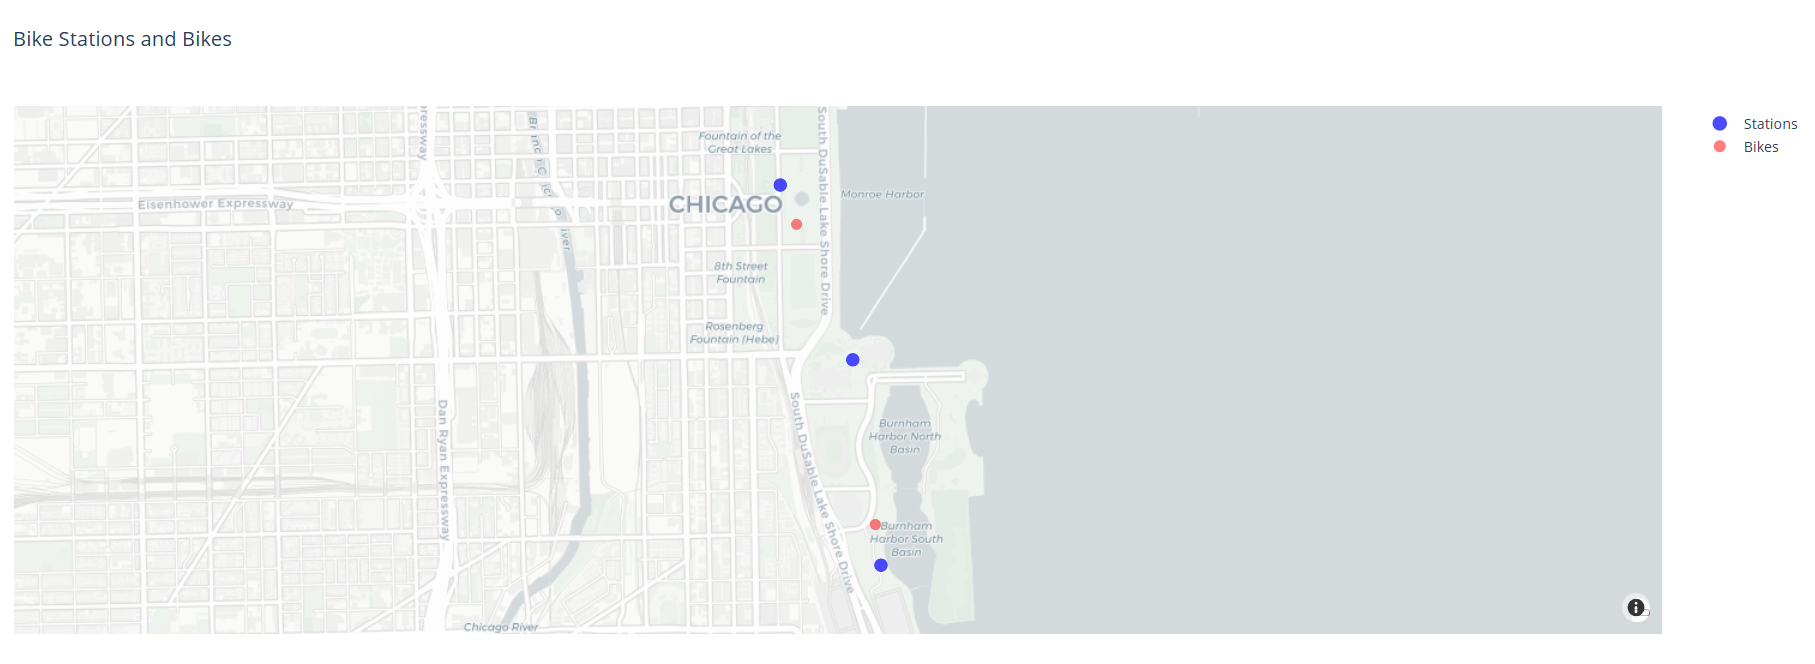 Bike Stations and Bikes
Stations
Bikes
Fountain of the
Great Lakes
South DuSable Lake Shore Drive
Monroe Harbor
Eisenhower Expressway
CHICAGO
8th Street
Fountain
Rosenberg
Fountain (Hebe)
Dan Ryan Expressway
South DuSable Lake Shore Drive
Burnham
Harbor North
Basin
Burnham
Harbor South
Basin
Chicago River